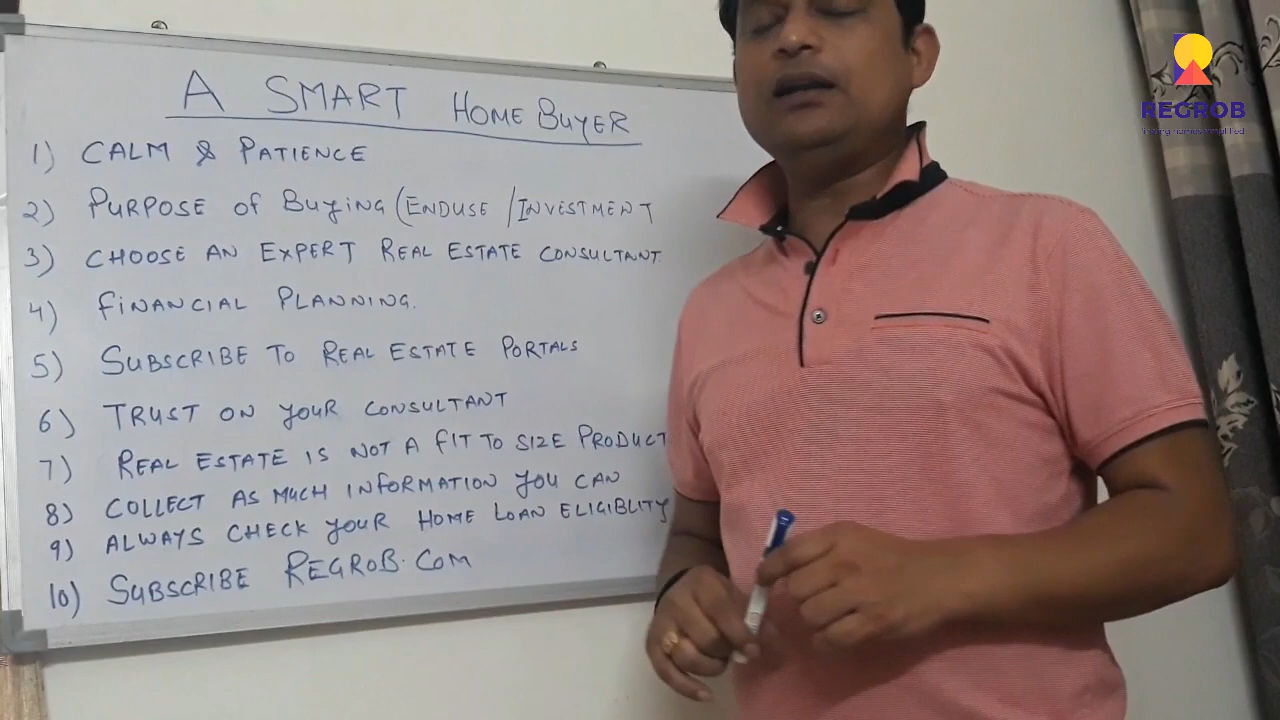 A SMART HOME BUYER
1) CALM & PATIENCE
2) PURPOSE OF BUYING (ENDUSE / INVESTMENT
3) CHOOSE AN EXPERT REAL ESTATE CONSULTANT
4) FINANCIAL PLANNING.
5) SUBSCRIBE TO REAL ESTATE PORTALS
6) TRUST ON YOUR CONSULTANT
7) REAL ESTATE IS NOT A FIT TO SIZE PRODUCT
8) COLLECT AS MUCH INFORMATION YOU CAN
9) ALWAYS CHECK YOUR HOME LOAN ELIGIBLITY
10) SUBSCRIBE REGROB.COM
REGROB